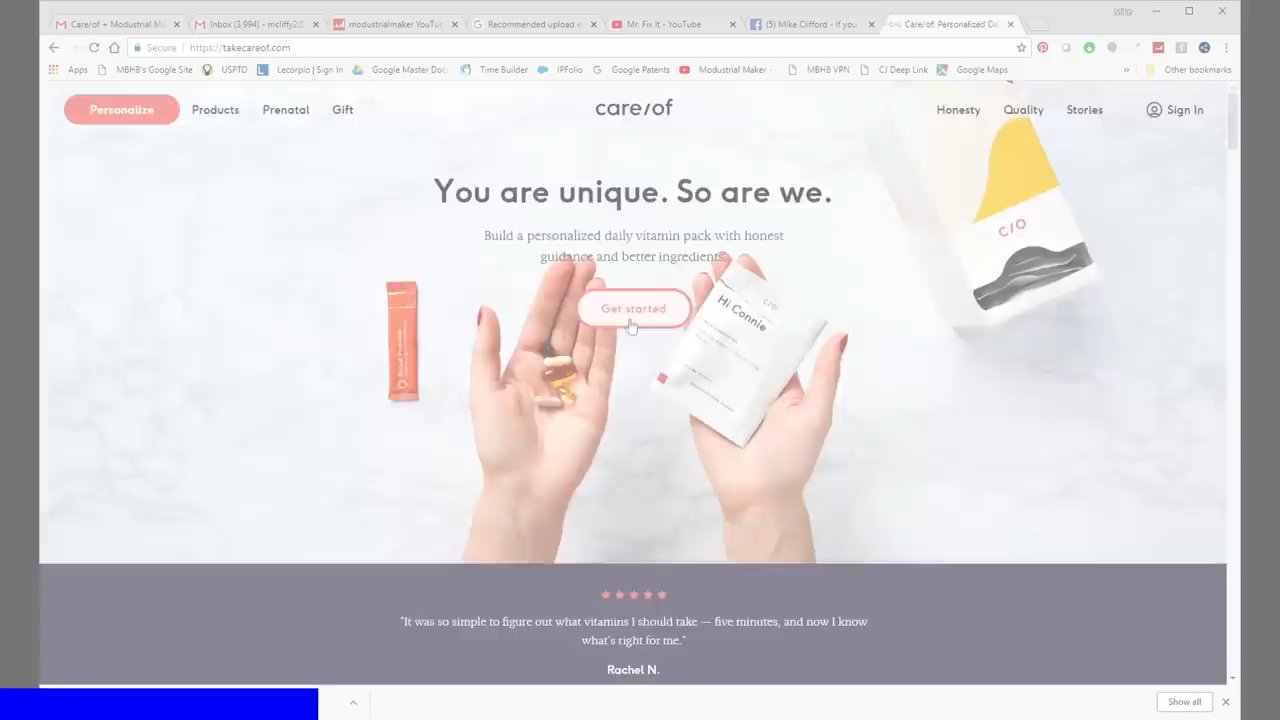 Care/of + Modustrial M
Inbox (3,994) - mcliffy2
modustrialmaker YouTu
Recommended upload e
Mr. Fix It - YouTube
(5) Mike Clifford - If you
Care/of: Personalized Da
Mike
Secure
https://takecareof.com
Apps
MBHB's Google Site
USPTO
Lecorpio | Sign In
Google Master Doc
Time Builder
IPFolio
Google Patents
Modustrial Maker -
MBHB VPN
CJ Deep Link
Google Maps
»
Other bookmarks
Personalize
Products
Prenatal
Gift
care/of
Honesty
Quality
Stories
Sign In
You are unique. So are we.
Build a personalized daily vitamin pack with honest
guidance and better ingredients.
Get started
c/o
c/o
Hi Connie
"It was so simple to figure out what vitamins I should take — five minutes, and now I know
what's right for me."
Rachel N.
Show all